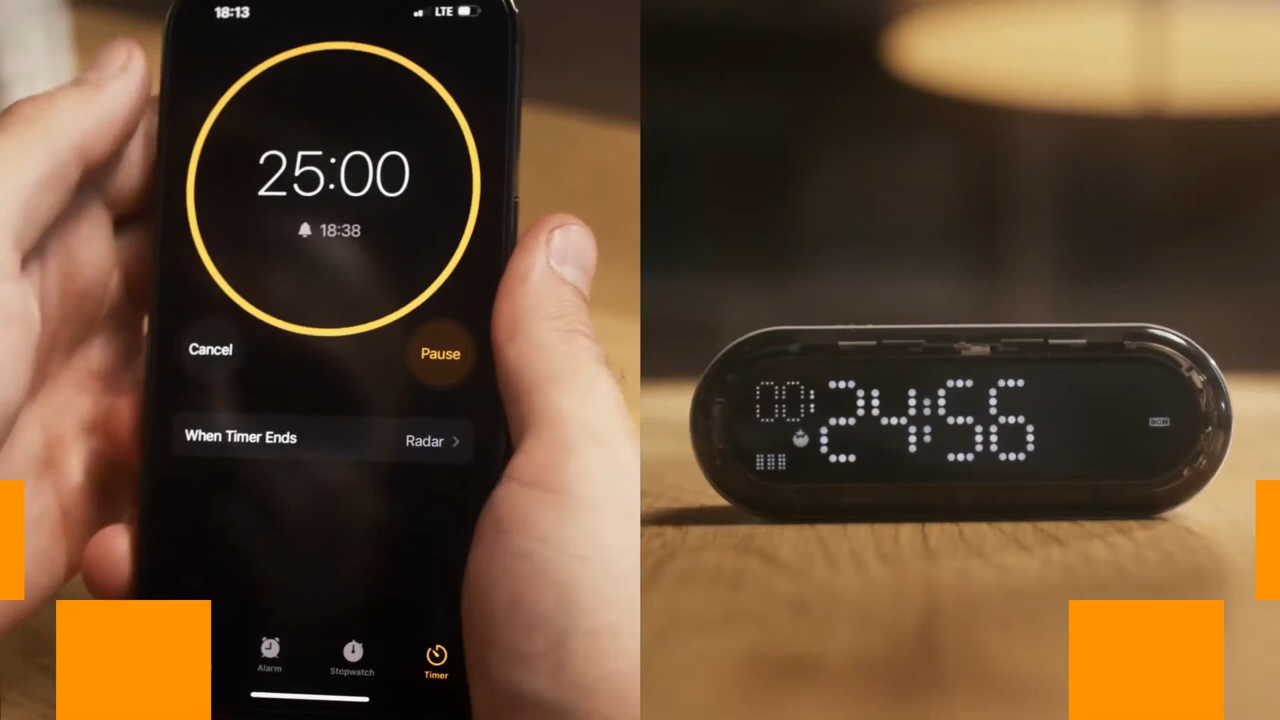 18:13
LTE
25:00
18:38
Cancel
Pause
When Timer Ends
Radar
Alarm
Stopwatch
Timer
00:
24:56